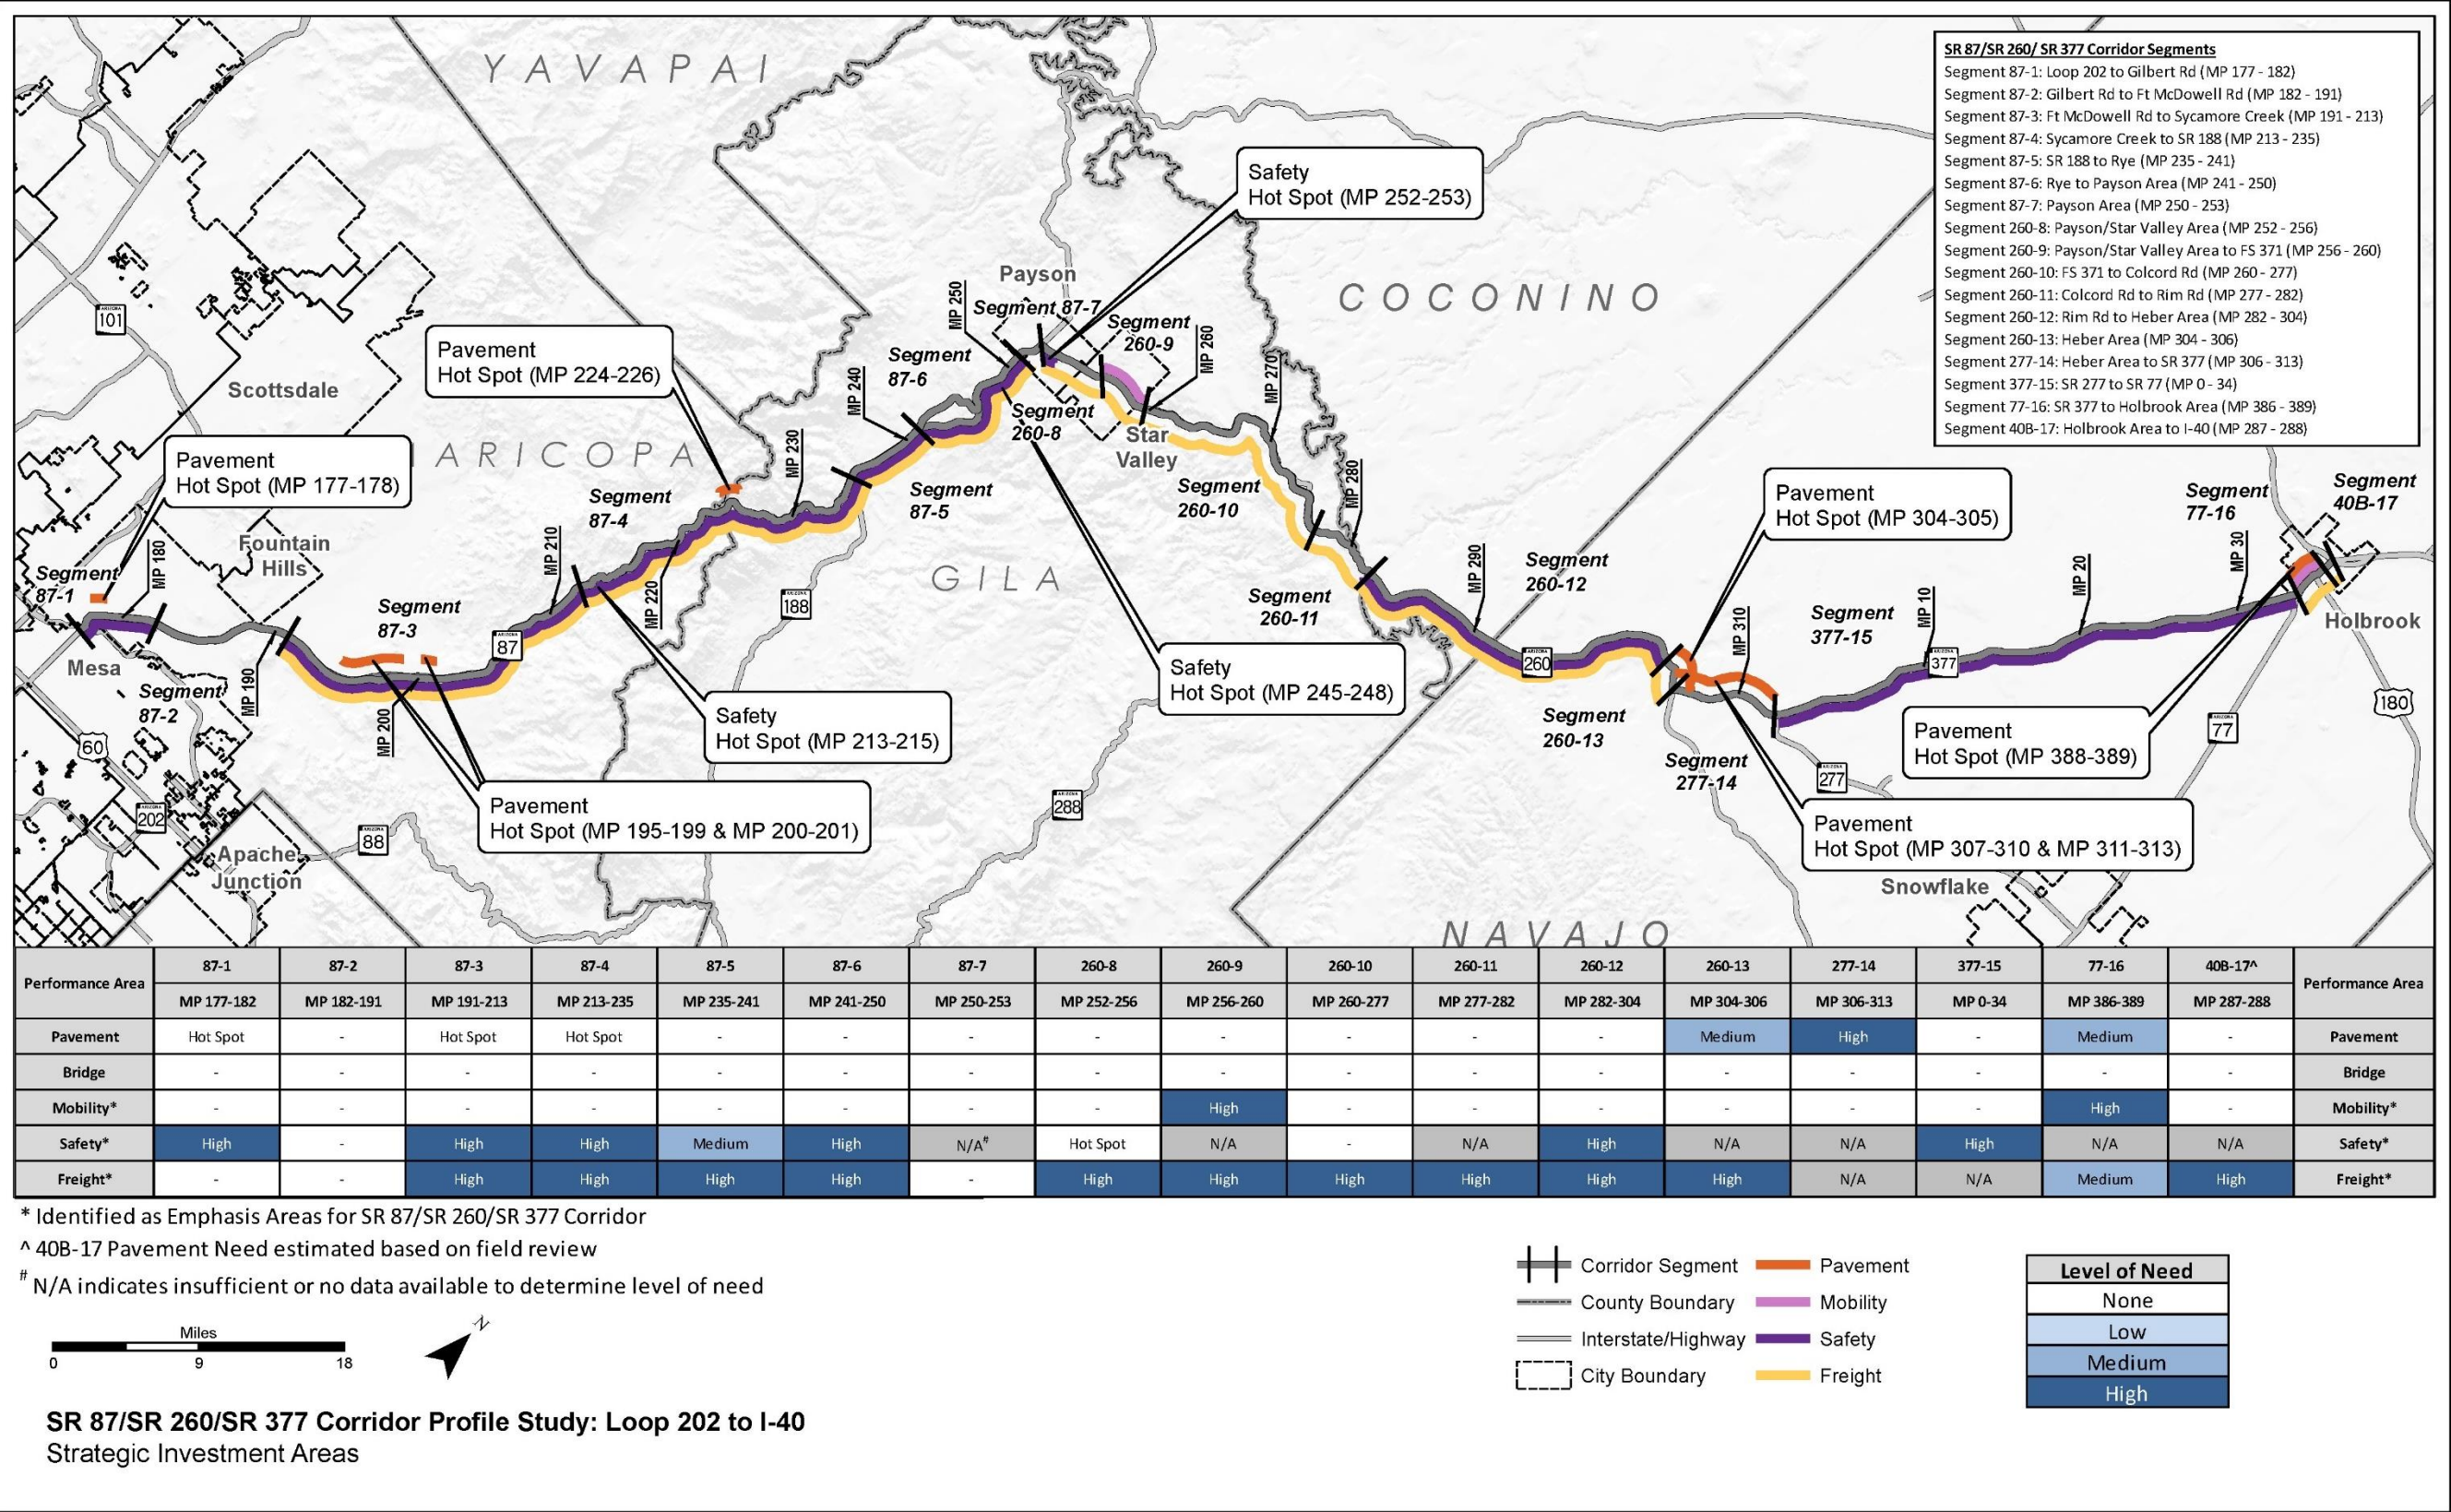 YAVAPAI
COCONINO
ARICOPA
GILA
NAVAJO
SR 87/SR 260/ SR 377 Corridor Segments
Segment 87-1: Loop 202 to Gilbert Rd (MP 177 - 182)
Segment 87-2: Gilbert Rd to Ft McDowell Rd (MP 182 - 191)
Segment 87-3: Ft McDowell Rd to Sycamore Creek (MP 191 - 213)
Segment 87-4: Sycamore Creek to SR 188 (MP 213 - 235)
Segment 87-5: SR 188 to Rye (MP 235 - 241)
Segment 87-6: Rye to Payson Area (MP 241 - 250)
Segment 87-7: Payson Area (MP 250 - 253)
Segment 260-8: Payson/Star Valley Area (MP 252 - 256)
Segment 260-9: Payson/Star Valley Area to FS 371 (MP 256 - 260)
Segment 260-10: FS 371 to Colcord Rd (MP 260 - 277)
Segment 260-11: Colcord Rd to Rim Rd (MP 277 - 282)
Segment 260-12: Rim Rd to Heber Area (MP 282 - 304)
Segment 260-13: Heber Area (MP 304 - 306)
Segment 277-14: Heber Area to SR 377 (MP 306 - 313)
Segment 377-15: SR 277 to SR 77 (MP 0 - 34)
Segment 77-16: SR 377 to Holbrook Area (MP 386 - 389)
Segment 40B-17: Holbrook Area to I-40 (MP 287 - 288)
Safety
Hot Spot (MP 252-253)
Payson
MP 250
Segment 87-7
Segment
260-9
MP 260
MP 270
101
Pavement
Hot Spot (MP 224-226)
Segment
87-6
MP 240
Scottsdale
Segment
260-8
Star
Valley
MP 230
Pavement
Hot Spot (MP 177-178)
Segment
87-4
Segment
87-5
Segment
260-10
MP 280
Pavement
Hot Spot (MP 304-305)
Segment
77-16
Segment
40B-17
Fountain
Hills
MP 180
MP 210
Segment
87-1
Segment
87-3
MP 220
188
Segment
260-11
MP 290
Segment
260-12
MP 310
Segment
377-15
MP 10
MP 20
MP 30
Holbrook
Mesa
87
260
377
Segment
87-2
MP 190
MP 200
Safety
Hot Spot (MP 213-215)
Safety
Hot Spot (MP 245-248)
Segment
260-13
Segment
277-14
277
Pavement
Hot Spot (MP 388-389)
77
180
60
202
88
288
Apache
Junction
Pavement
Hot Spot (MP 195-199 & MP 200-201)
Pavement
Hot Spot (MP 307-310 & MP 311-313)
Snowflake
Performance Area 87-1 87-2 87-3 87-4 87-5 87-6 87-7 260-8 260-9 260-10 260-11 260-12 260-13 277-14 377-15 77-16 40B-17^ Performance Area
MP 177-182 MP 182-191 MP 191-213 MP 213-235 MP 235-241 MP 241-250 MP 250-253 MP 252-256 MP 256-260 MP 260-277 MP 277-282 MP 282-304 MP 304-306 MP 306-313 MP 0-34 MP 386-389 MP 287-288
Pavement Hot Spot - Hot Spot Hot Spot - - - - - - - - Medium High - Medium - Pavement
Bridge - - - - - - - - - - - - - - - - - Bridge
Mobility* - - - - - - - - High - - - - - - High - Mobility*
Safety* High - High High Medium High N/A# Hot Spot N/A - N/A High N/A N/A High N/A N/A Safety*
Freight* - - High High High High - High High High High High High N/A N/A Medium High Freight*
* Identified as Emphasis Areas for SR 87/SR 260/SR 377 Corridor
^ 40B-17 Pavement Need estimated based on field review
# N/A indicates insufficient or no data available to determine level of need
Miles
0 9 18
N
Corridor Segment
County Boundary
Interstate/Highway
City Boundary
Pavement
Mobility
Safety
Freight
Level of Need
None
Low
Medium
High
SR 87/SR 260/SR 377 Corridor Profile Study: Loop 202 to I-40
Strategic Investment Areas